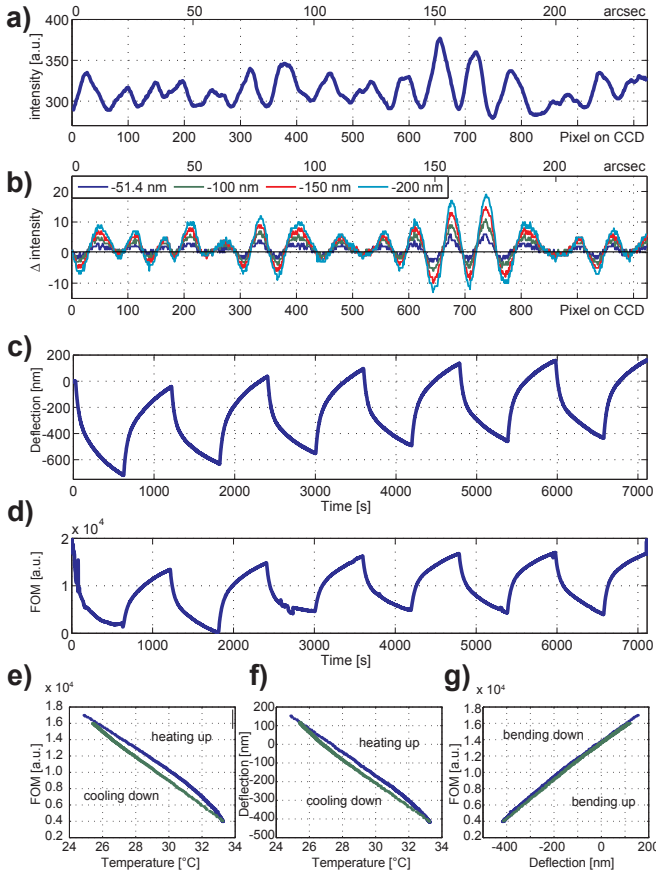 a)
0 50 100 150 200 arcsec
400
350
300
intensity [a.u.]
0 100 200 300 400 500 600 700 800 Pixel on CCD
b)
0 50 100 150 200 arcsec
-51.4 nm -100 nm -150 nm -200 nm
20
10
0
-10
Δ intensity
0 100 200 300 400 500 600 700 800 Pixel on CCD
c)
200
0
-200
-400
-600
Deflection [nm]
0 1000 2000 3000 4000 5000 6000 7000
Time [s]
d)
x 10^4
2
1
0
FOM [a.u.]
0 1000 2000 3000 4000 5000 6000 7000
Time [s]
e)
x 10^4
1.8
1.6
1.4
1.2
1.0
0.8
0.6
0.4
0.2
FOM [a.u.]
heating up
cooling down
24 26 28 30 32 34
Temperature [°C]
f)
200
100
0
-100
-200
-300
-400
-500
Deflection [nm]
heating up
cooling down
24 26 28 30 32 34
Temperature [°C]
g)
x 10^4
1.8
1.6
1.4
1.2
1.0
0.8
0.6
0.4
0.2
FOM [a.u.]
bending down
bending up
-400 -200 0 200
Deflection [nm]